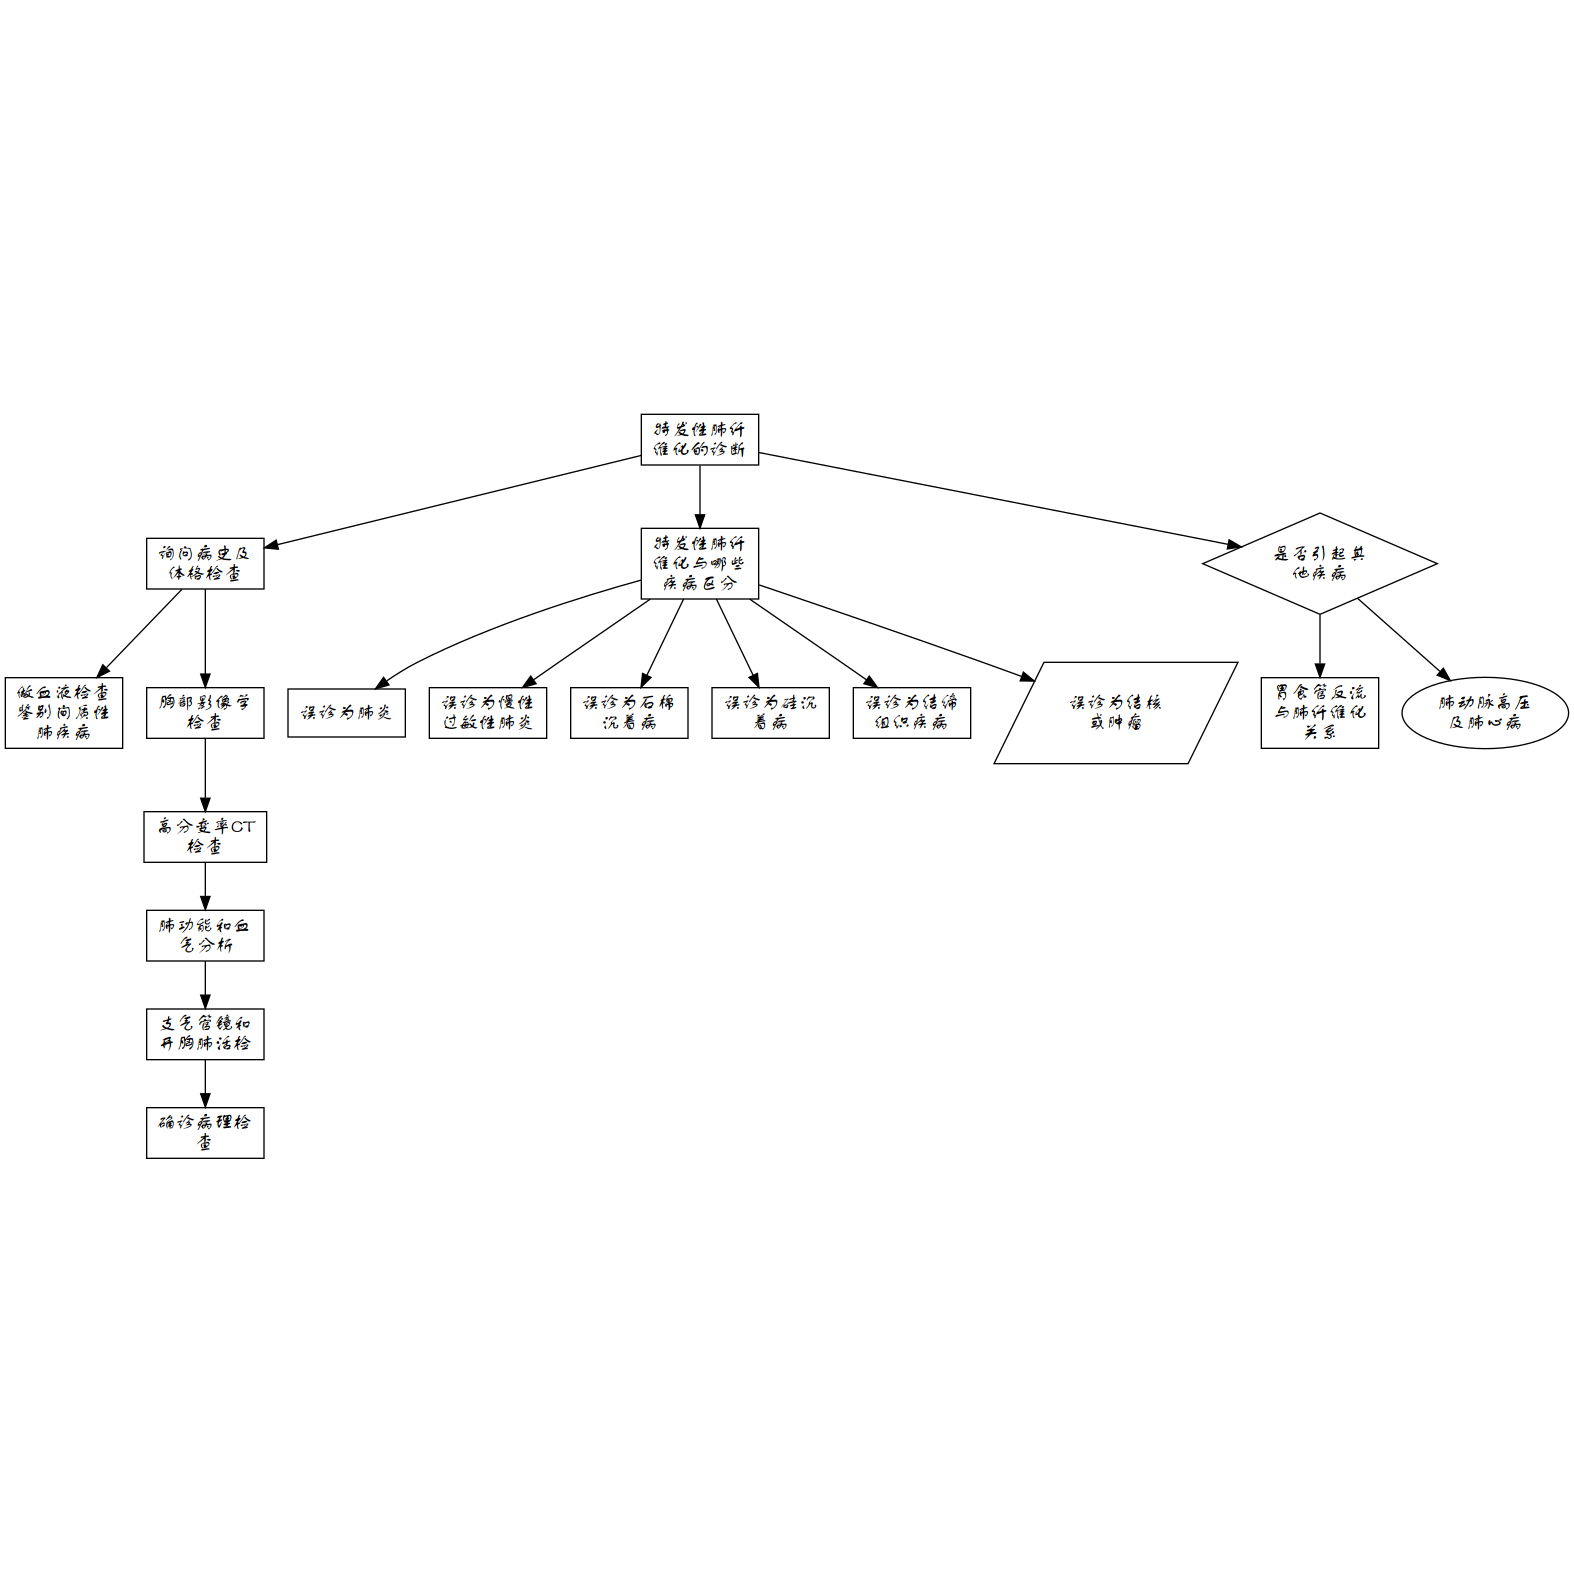 特发性肺纤
维化的诊断
询问病史及
体格检查
特发性肺纤
维化与哪些
疾病区分
是否引起其
他疾病
做血液检查
鉴别间质性
肺疾病
胸部影像学
检查
误诊为肺炎
误诊为慢性
过敏性肺炎
误诊为石棉
沉着病
误诊为硅沉
着病
误诊为结缔
组织疾病
误诊为结核
或肿瘤
胃食管反流
与肺纤维化
关系
肺动脉高压
及肺心病
高分变率CT
检查
肺功能和血
气分析
支气管镜和
开胸肺活检
确诊病理检
查